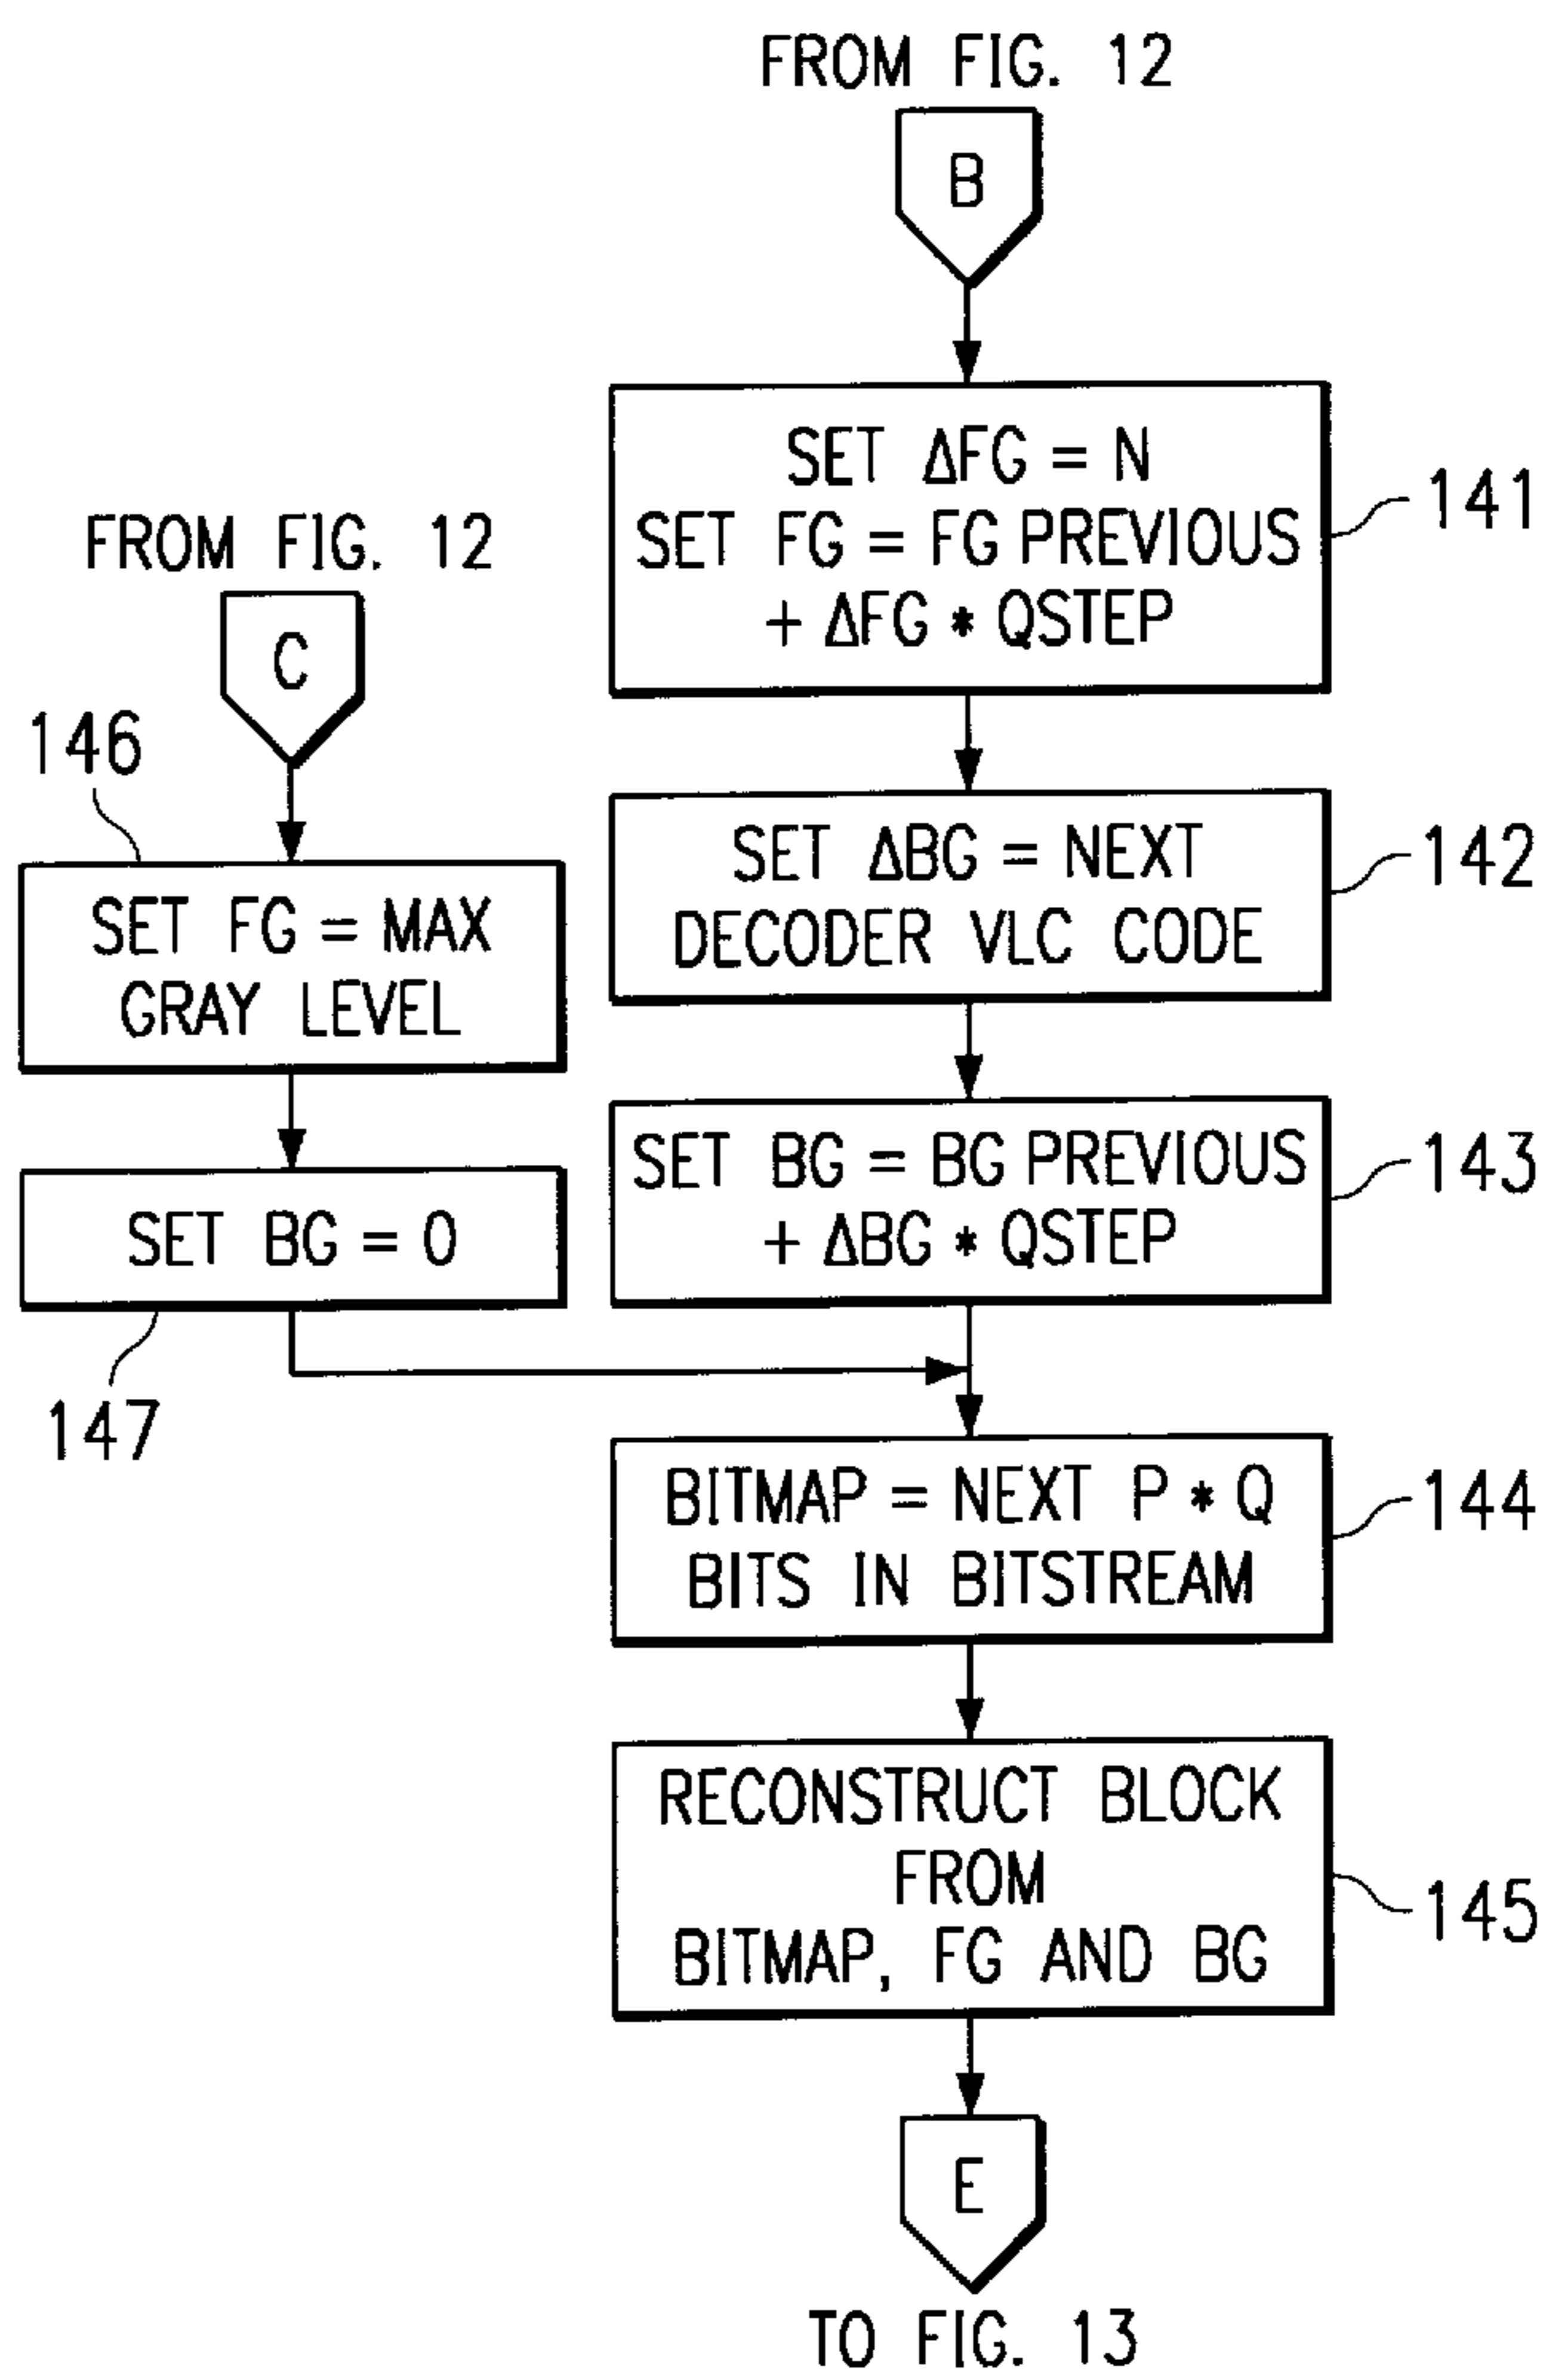 FROM FIG. 12
B
SET ΔFG = N
SET FG = FG PREVIOUS
+ ΔFG * QSTEP
141
SET ΔBG = NEXT
DECODER VLC CODE
142
SET BG = BG PREVIOUS
+ ΔBG * QSTEP
143
FROM FIG. 12
C
146
SET FG = MAX
GRAY LEVEL
SET BG = 0
147
BITMAP = NEXT P * Q
BITS IN BITSTREAM
144
RECONSTRUCT BLOCK
FROM
BITMAP, FG AND BG
145
E
TO FIG. 13